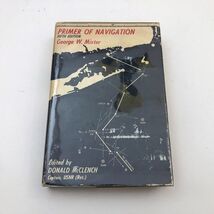 PRIMER OF NAVIGATION
FIFTH EDITION
George W. Mixter
Edited by
DONALD McCLENCH
Captain, USNR (Ret.)